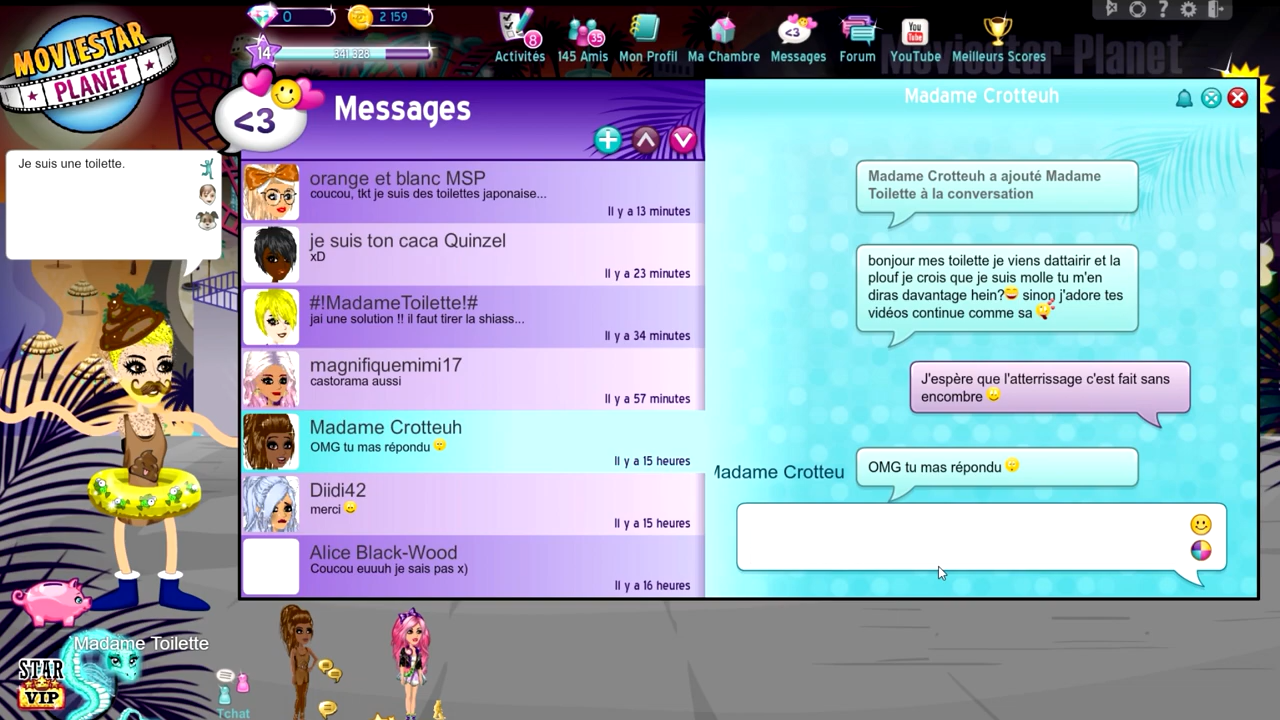 0
2 159
14
341.328
MOVIESTAR
PLANET
8
Activités
35
145 Amis
Mon Profil
Ma Chambre
<3
Messages
Forum
You
Tube
YouTube
Meilleurs Scores
Moviestar Planet
Je suis une toilette.
<3
Messages
orange et blanc MSP
coucou, tkt je suis des toilettes japonaise...
Il y a 13 minutes
je suis ton caca Quinzel
xD
Il y a 23 minutes
#!MadameToilette!#
jai une solution !! il faut tirer la shiass...
Il y a 34 minutes
magnifiquemimi17
castorama aussi
Il y a 57 minutes
Madame Crotteuh
OMG tu mas répondu
Il y a 15 heures
Diidi42
merci
Il y a 15 heures
Alice Black-Wood
Coucou euuuh je sais pas x)
Il y a 16 heures
Madame Crotteuh
Madame Crotteuh a ajouté Madame
Toilette à la conversation
bonjour mes toilette je viens dattairir et la
plouf je crois que je suis molle tu m'en
diras davantage hein? sinon j'adore tes
vidéos continue comme sa
J'espère que l'atterrissage c'est fait sans
encombre
Madame Crotteu
OMG tu mas répondu
Madame Toilette
STAR
VIP
Tchat